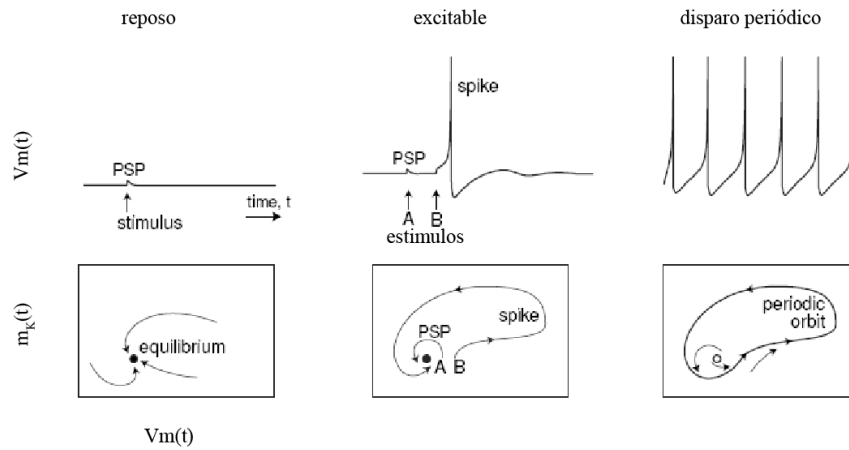 reposo
excitable
disparo periódico
Vm(t)
PSP
stimulus
time, t
spike
PSP
A
B
estimulos
m_K(t)
equilibrium
PSP
A
B
spike
periodic
orbit
Vm(t)